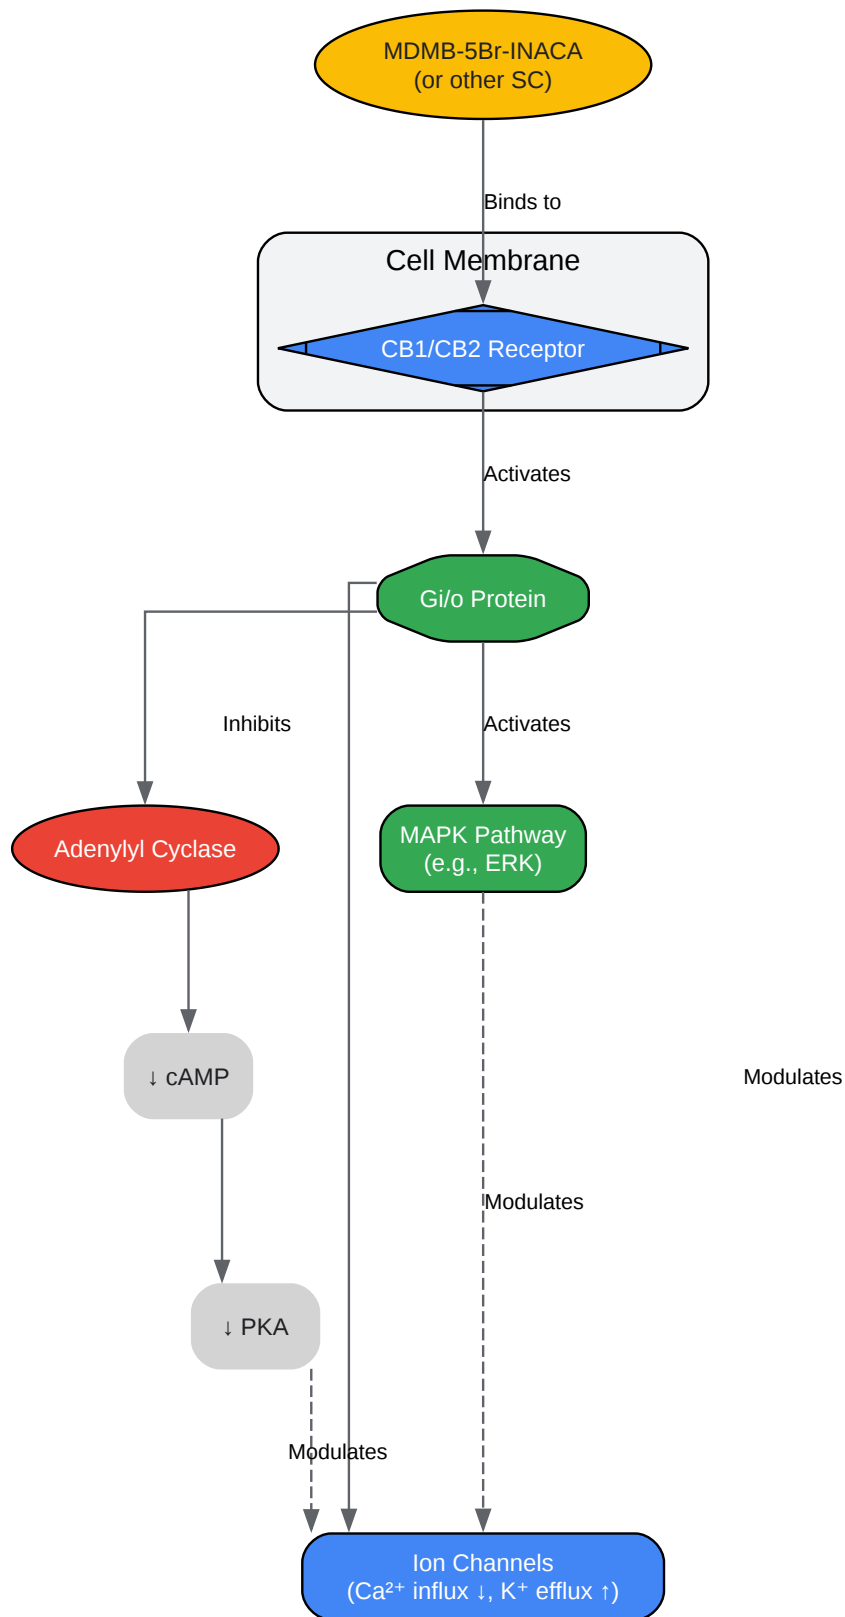 MDMB-5Br-INACA
(or other SC)
Binds to
Cell Membrane
CB1/CB2 Receptor
Activates
Gi/o Protein
Inhibits
Activates
Adenylyl Cyclase
MAPK Pathway
(e.g., ERK)
↓ cAMP
Modulates
Modulates
↓ PKA
Modulates
Ion Channels
(Ca²⁺ influx ↓, K⁺ efflux ↑)